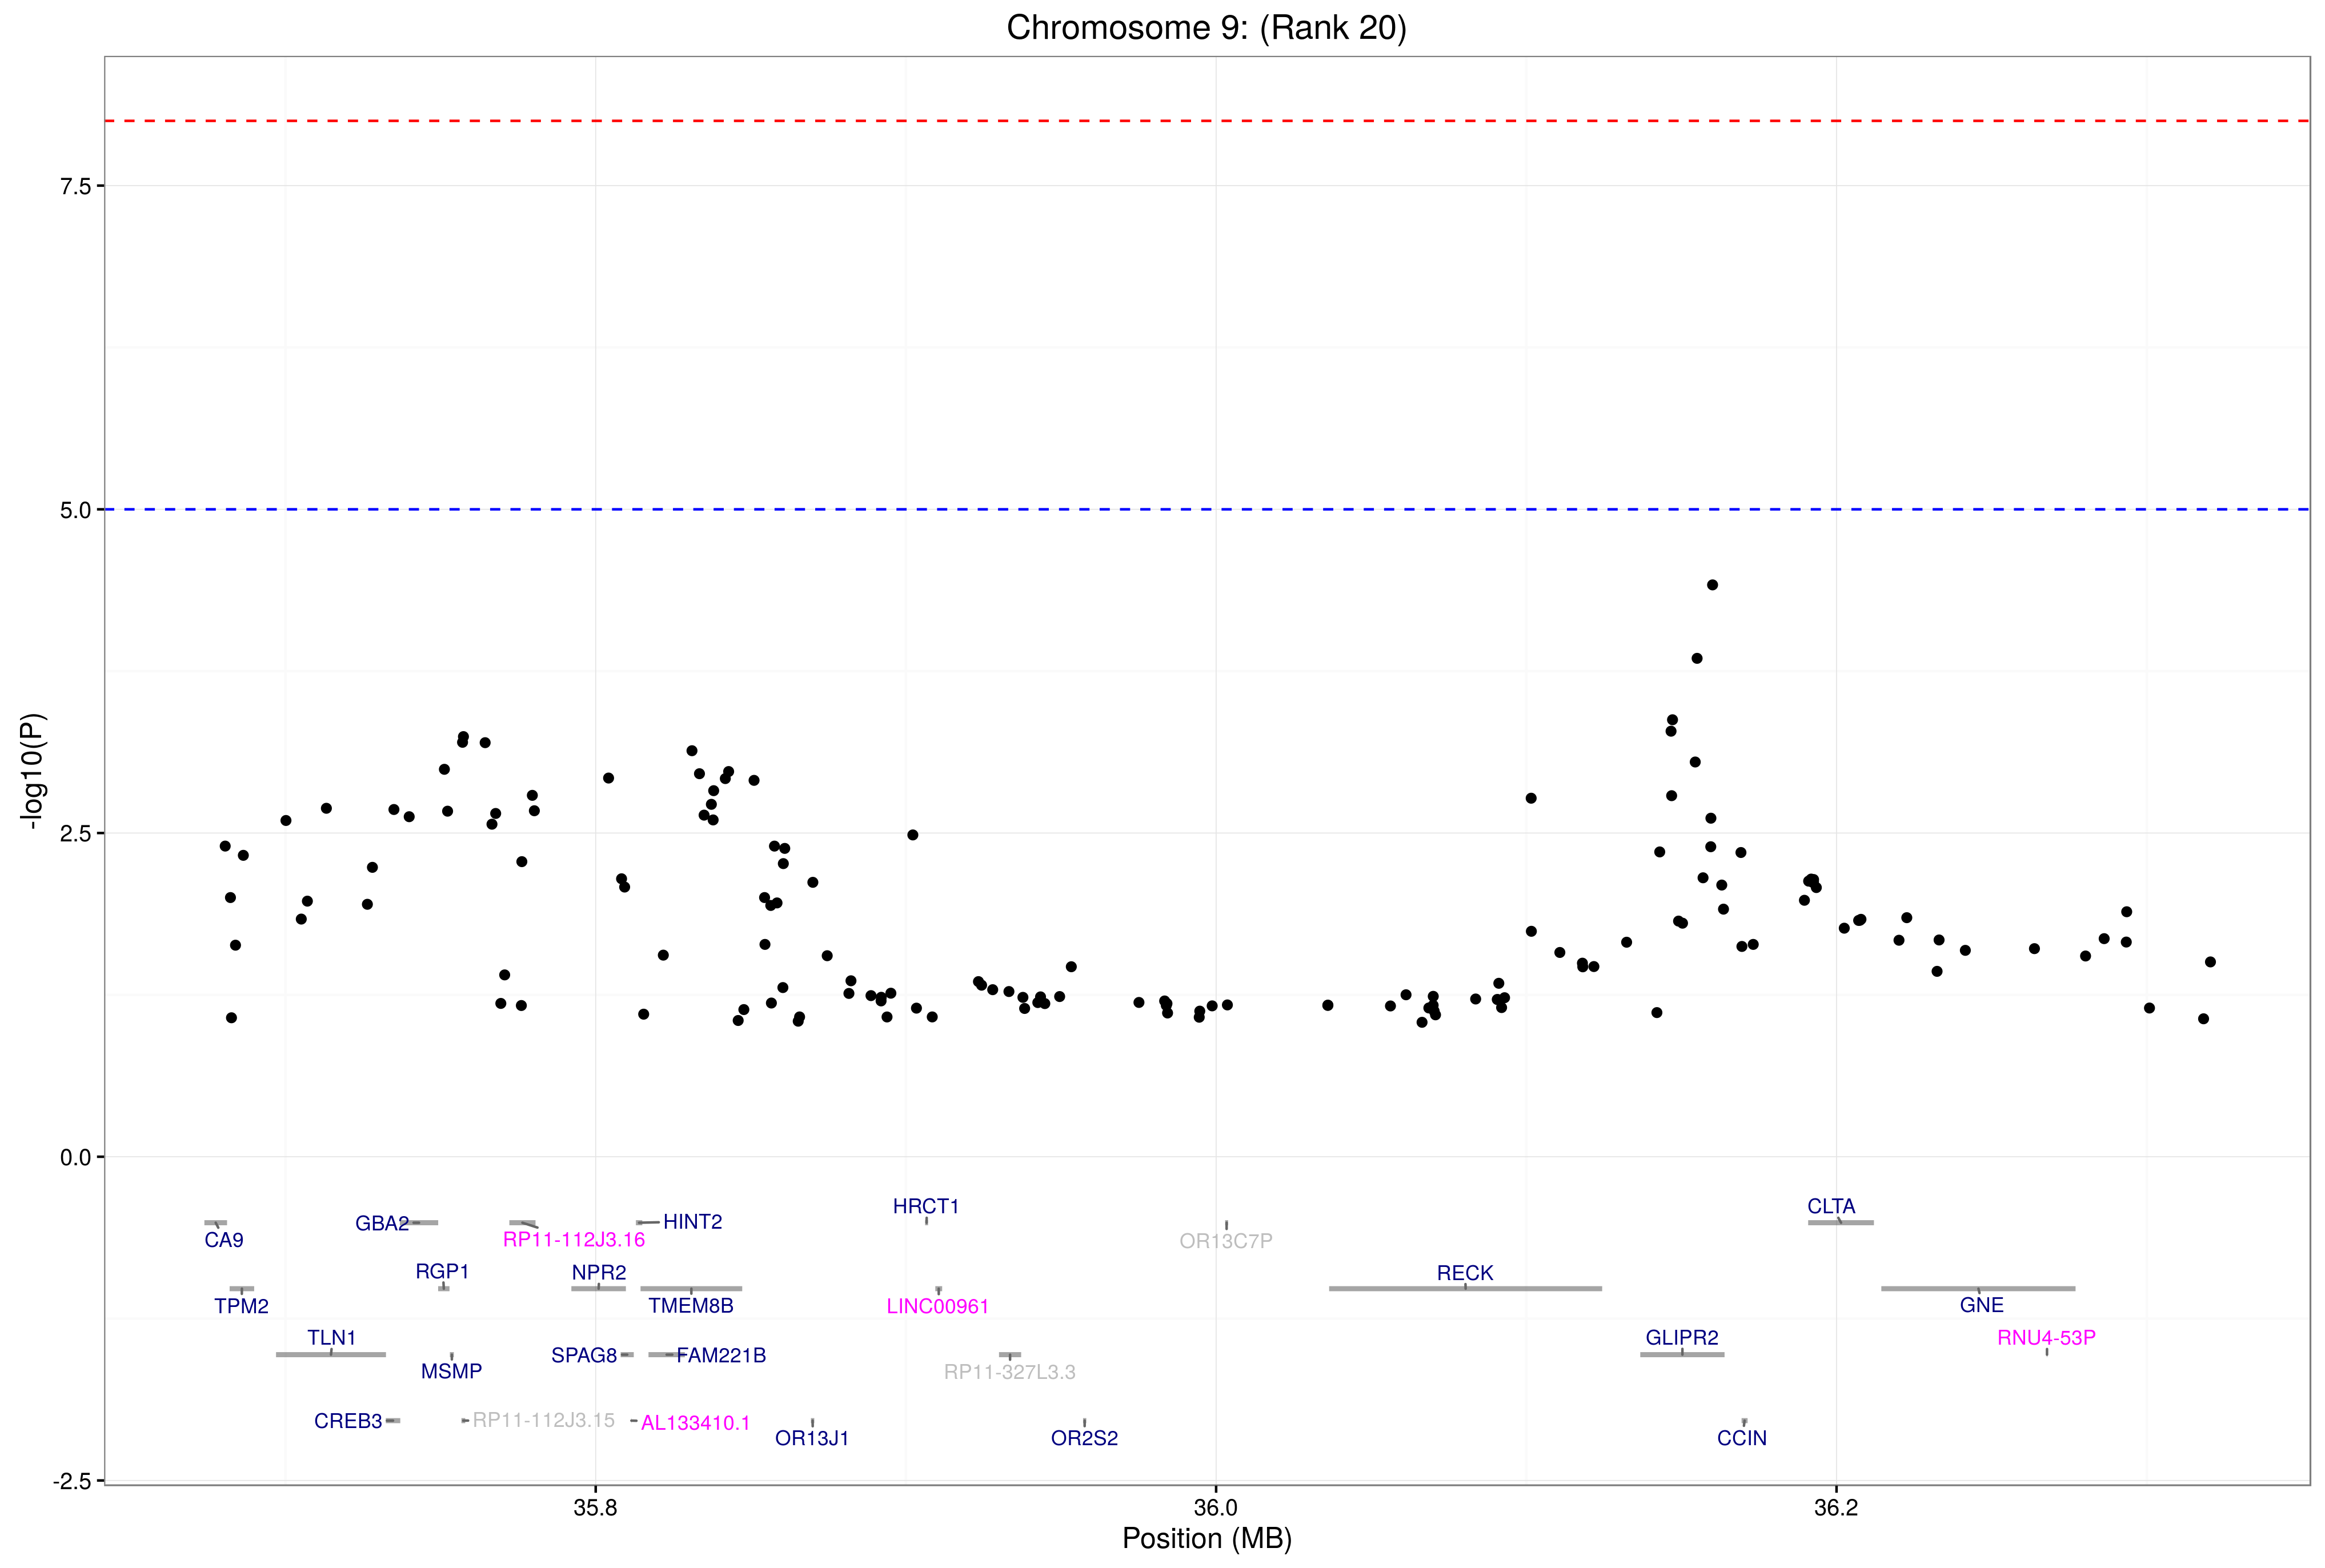 Chromosome 9: (Rank 20)
7.5
5.0
2.5
0.0
-2.5
-log10(P)
HRCT1
CLTA
GBA2
HINT2
CA9
RP11-112J3.16
OR13C7P
RGP1
NPR2
RECK
TPM2
TMEM8B
LINC00961
GNE
TLN1
GLIPR2
RNU4-53P
SPAG8
FAM221B
MSMP
RP11-327L3.3
CREB3
RP11-112J3.15
AL133410.1
OR13J1
OR2S2
CCIN
35.8
36.0
36.2
Position (MB)